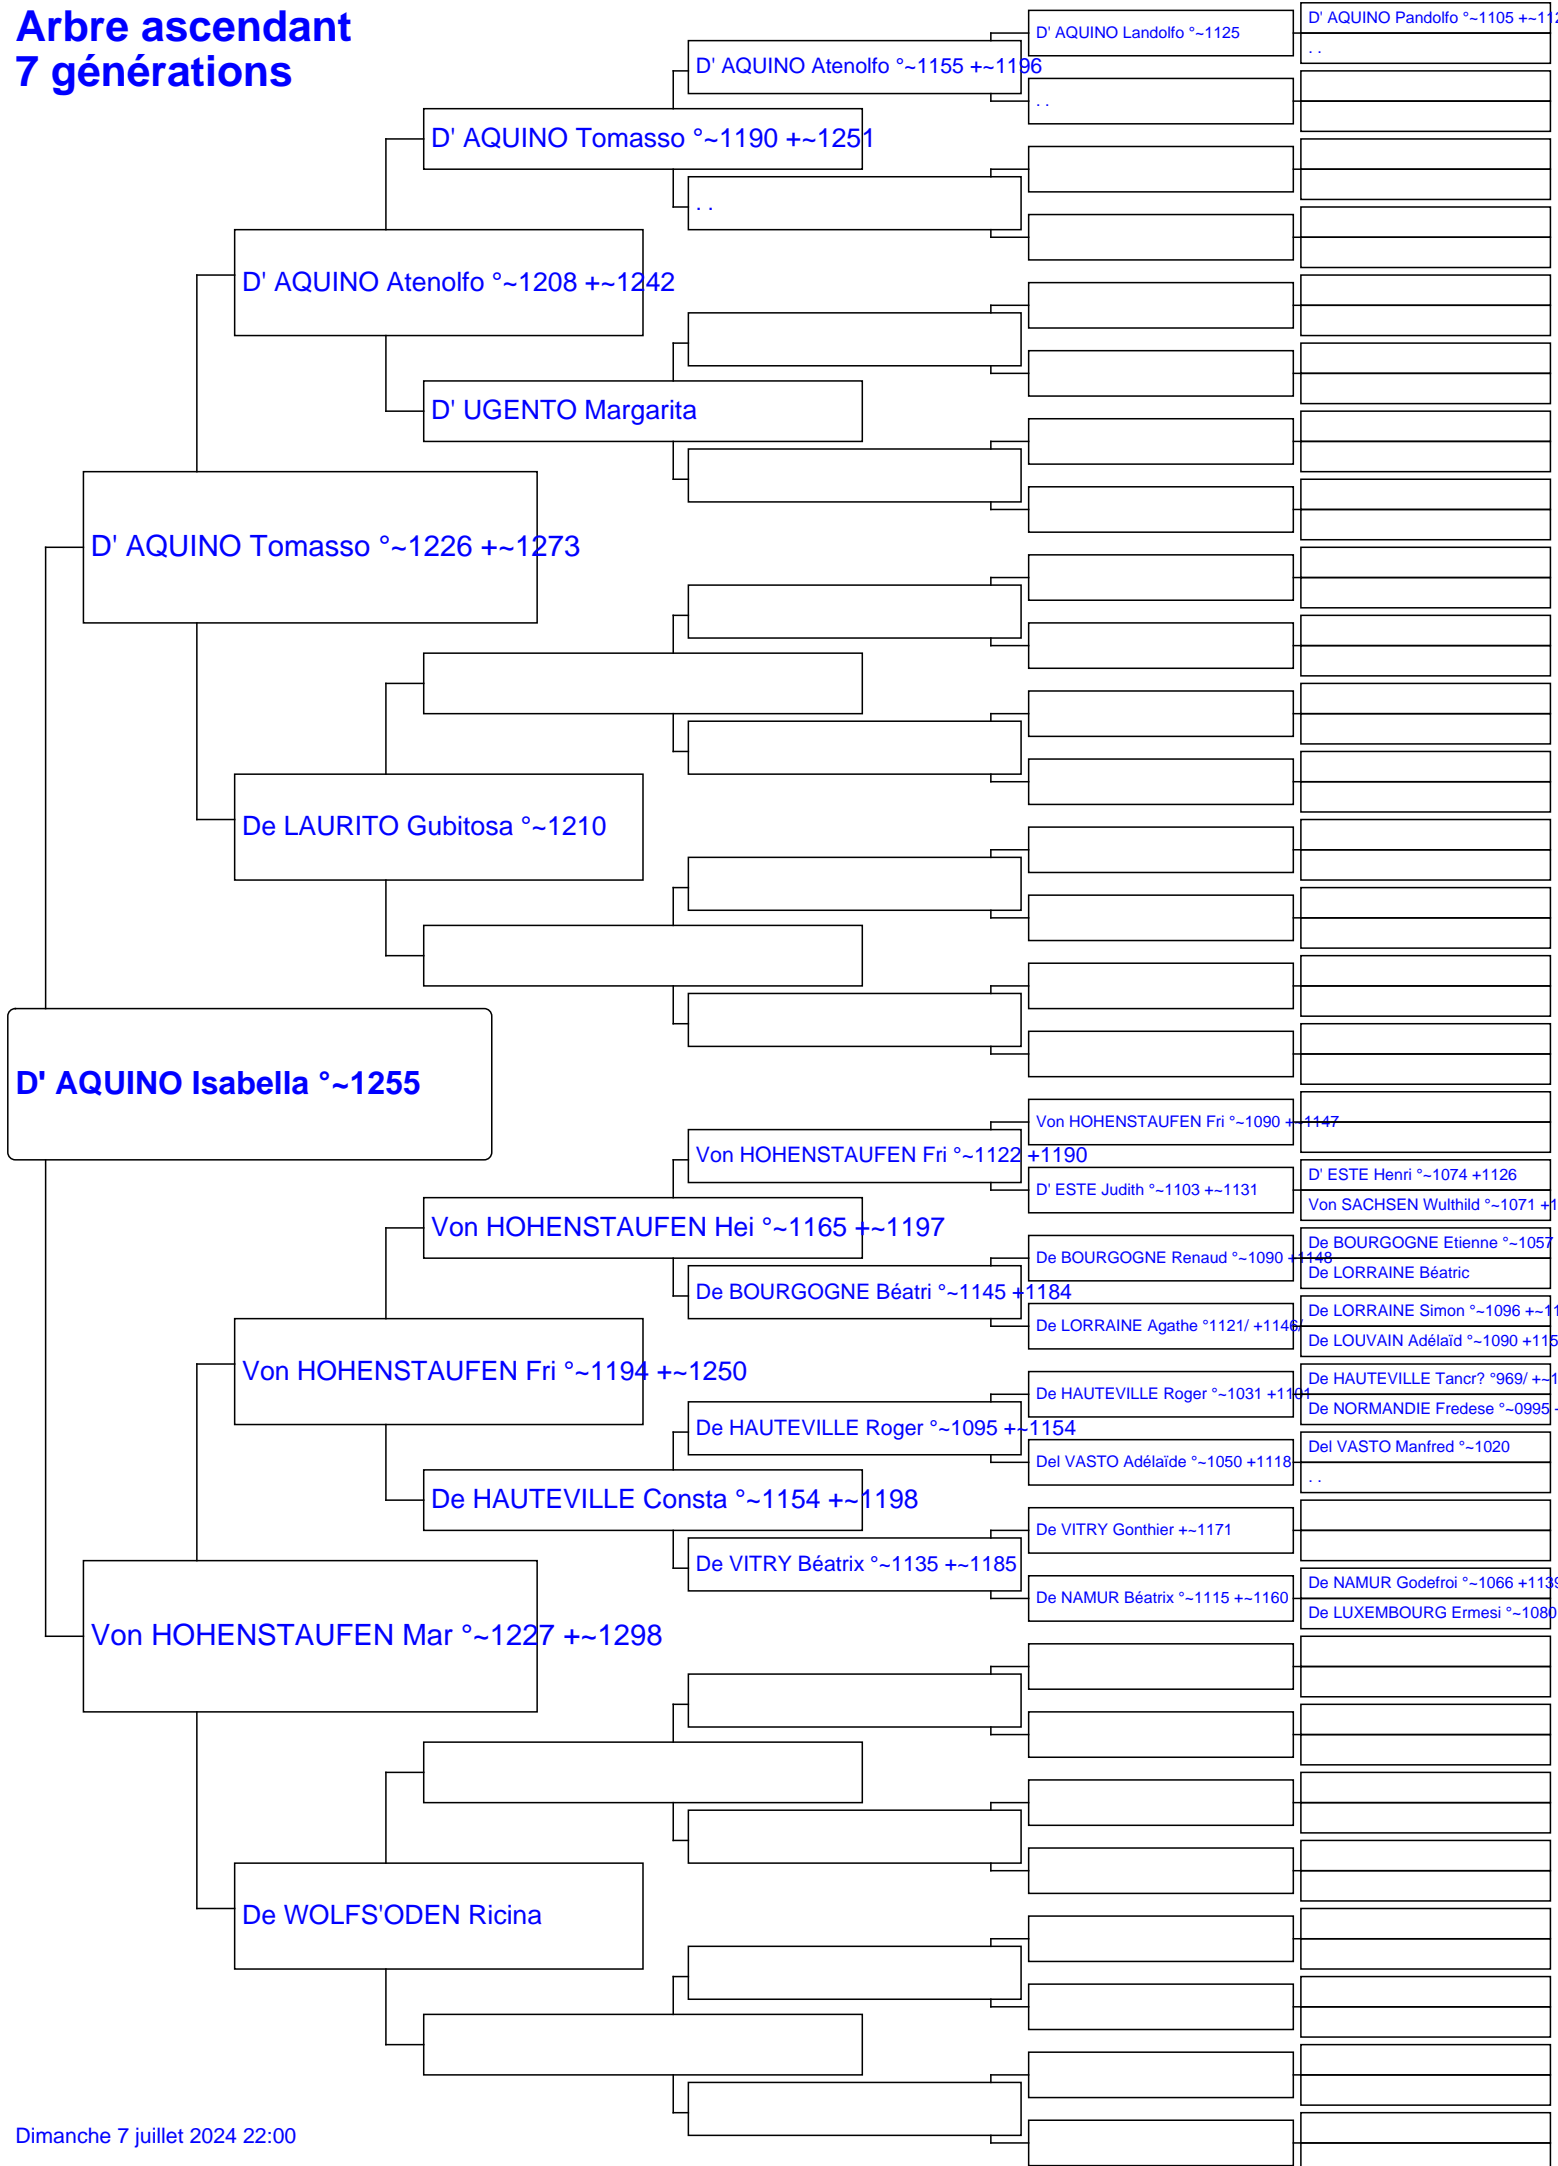 Arbre ascendant
7 générations
D' AQUINO Pandolfo °~1105 +~112
D' AQUINO Landolfo °~1125
. .
D' AQUINO Atenolfo °~1155 +~1196
. .
D' AQUINO Tomasso °~1190 +~1251
. .
D' AQUINO Atenolfo °~1208 +~1242
D' UGENTO Margarita
D' AQUINO Tomasso °~1226 +~1273
De LAURITO Gubitosa °~1210
D' AQUINO Isabella °~1255
Von HOHENSTAUFEN Fri °~1090 +~1147
Von HOHENSTAUFEN Fri °~1122 +1190
D' ESTE Henri °~1074 +1126
D' ESTE Judith °~1103 +~1131
Von SACHSEN Wulthild °~1071 +1
Von HOHENSTAUFEN Hei °~1165 +~1197
De BOURGOGNE Etienne °~1057
De BOURGOGNE Renaud °~1090 +1148
De LORRAINE Béatric
De BOURGOGNE Béatri °~1145 +1184
De LORRAINE Simon °~1096 +~11
De LORRAINE Agathe °1121/ +1146/
De LOUVAIN Adélaïd °~1090 +115
Von HOHENSTAUFEN Fri °~1194 +~1250
De HAUTEVILLE Tancr? °969/ +~1
De HAUTEVILLE Roger °~1031 +1101
De NORMANDIE Fredese °~0995 -
De HAUTEVILLE Roger °~1095 +~1154
Del VASTO Manfred °~1020
Del VASTO Adélaïde °~1050 +1118
. .
De HAUTEVILLE Consta °~1154 +~1198
De VITRY Gonthier +~1171
De VITRY Béatrix °~1135 +~1185
De NAMUR Godefroi °~1066 +1139
De NAMUR Béatrix °~1115 +~1160
De LUXEMBOURG Ermesi °~1080
Von HOHENSTAUFEN Mar °~1227 +~1298
De WOLFS'ODEN Ricina
Dimanche 7 juillet 2024 22:00